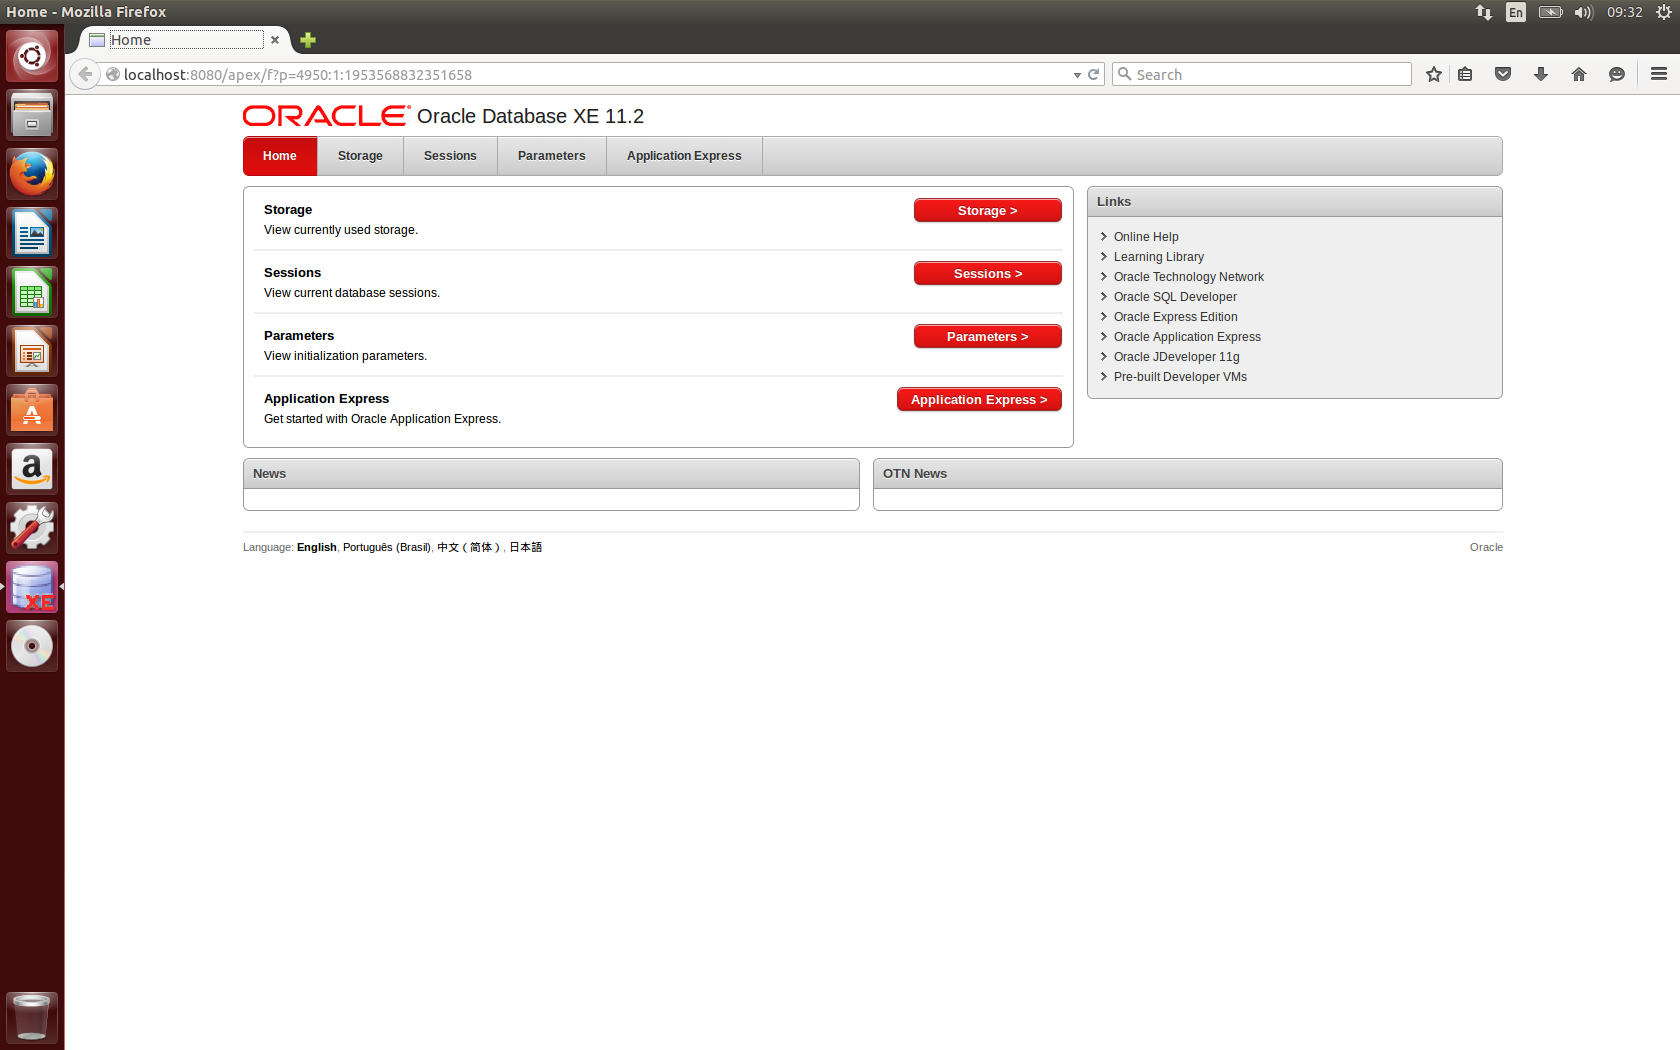 Home - Mozilla Firefox
En
09:32
Home
localhost:8080/apex/f?p=4950:1:1953568832351658
Search
ORACLE® Oracle Database XE 11.2
Home
Storage
Sessions
Parameters
Application Express
Storage
View currently used storage.
Storage >
Sessions
View current database sessions.
Sessions >
Parameters
View initialization parameters.
Parameters >
Application Express
Get started with Oracle Application Express.
Application Express >
Links
Online Help
Learning Library
Oracle Technology Network
Oracle SQL Developer
Oracle Express Edition
Oracle Application Express
Oracle JDeveloper 11g
Pre-built Developer VMs
News
OTN News
Language: English, Português (Brasil), 中文 ( 简体 ) , 日本語
Oracle
A
a
XE